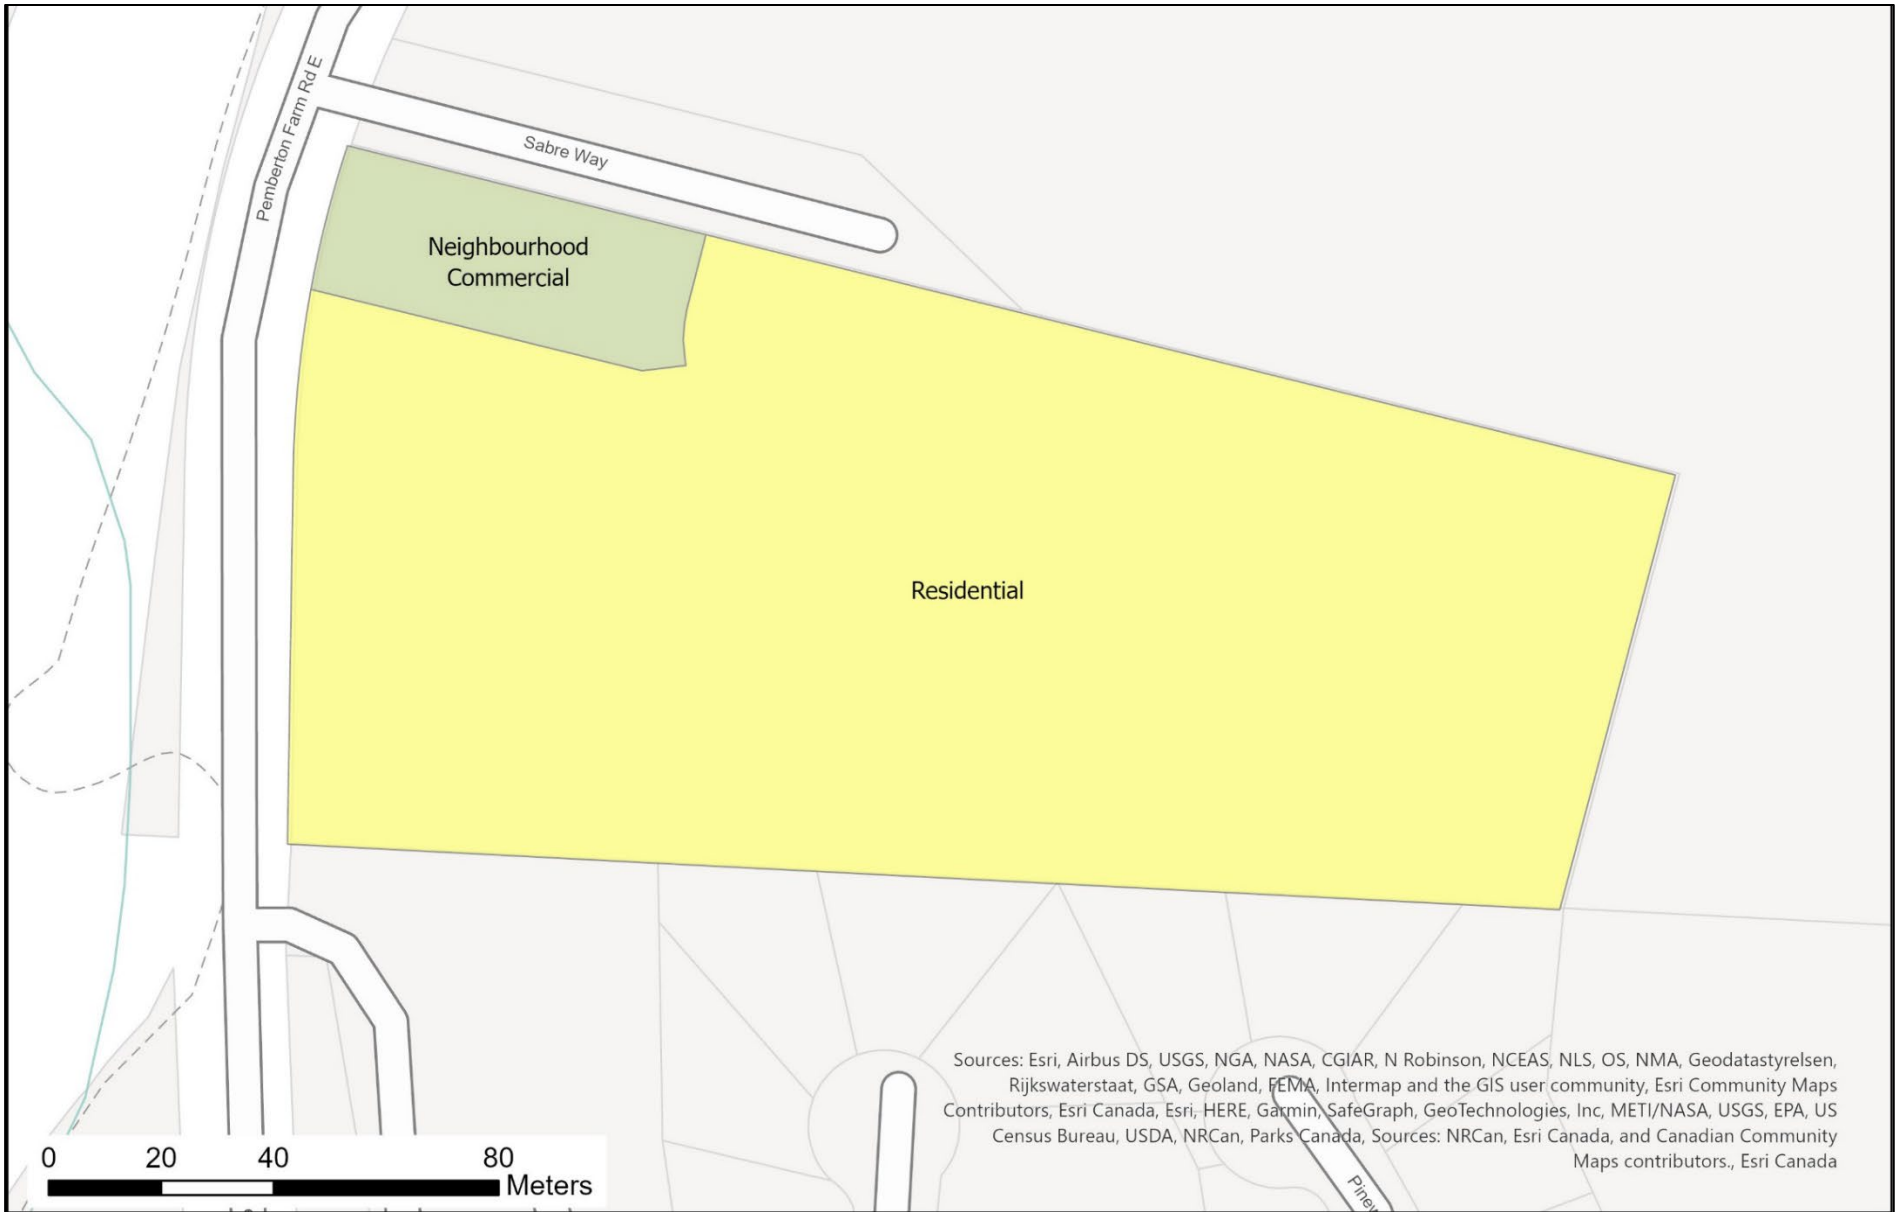 Pemberton Farm Rd E
Sabre Way
Neighbourhood
Commercial
Residential
Sources: Esri, Airbus DS, USGS, NGA, NASA, CGIAR, N Robinson, NCEAS, NLS, OS, NMA, Geodatastyrelsen,
Rijkswaterstaat, GSA, Geoland, FEMA, Intermap and the GIS user community, Esri Community Maps
Contributors, Esri Canada, Esri, HERE, Garmin, SafeGraph, GeoTechnologies, Inc, METI/NASA, USGS, EPA, US
Census Bureau, USDA, NRCan, Parks Canada, Sources: NRCan, Esri Canada, and Canadian Community
Maps contributors., Esri Canada
0 20 40 80
Meters